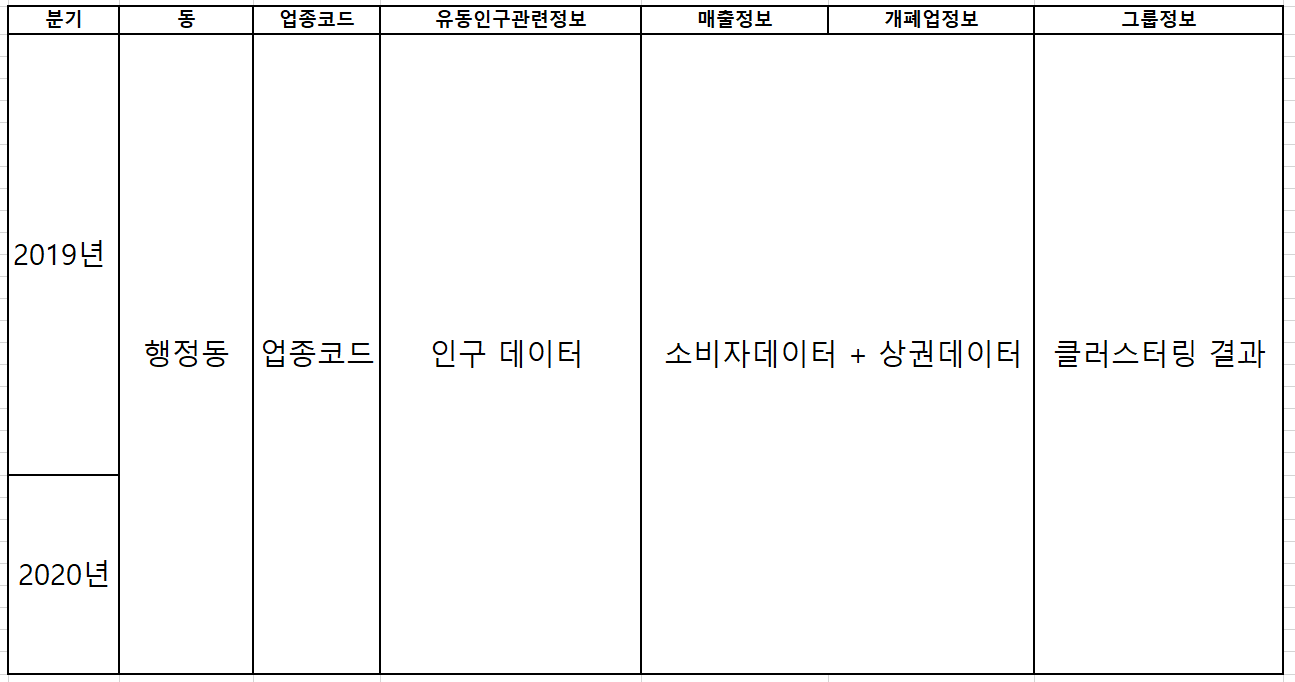 분기 동 업종코드 유동인구관련정보 매출정보 개폐업정보 그룹정보
2019년
행정동 업종코드 인구 데이터 소비자데이터 + 상권데이터 클러스터링 결과
2020년